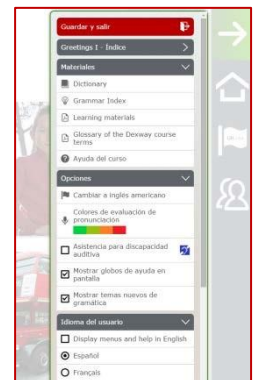 Guardar y salir
Greetings I - Índice
Materiales
Dictionary
Grammar Index
Learning materials
Glossary of the Dexway course
terms
Ayuda del curso
Opciones
Cambiar a inglés americano
Colores de evaluación de
pronunciación
Asistencia para discapacidad
auditiva
Mostrar globos de ayuda en
pantalla
Mostrar temas nuevos de
gramática
Idioma del usuario
Display menus and help in English
Español
Français